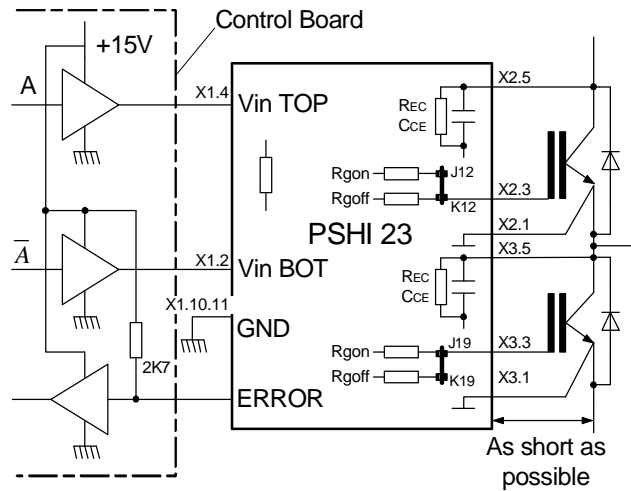 Control Board
+15V
A
X1.4
Vin TOP
REC
CCE
X2.5
Rgon
J12
Rgoff
K12
X2.3
PSHI 23
X2.1
X3.5
A
X1.2
Vin BOT
REC
CCE
X1.10.11
GND
2K7
Rgon
J19
X3.3
Rgoff
K19
X3.1
ERROR
As short as
possible